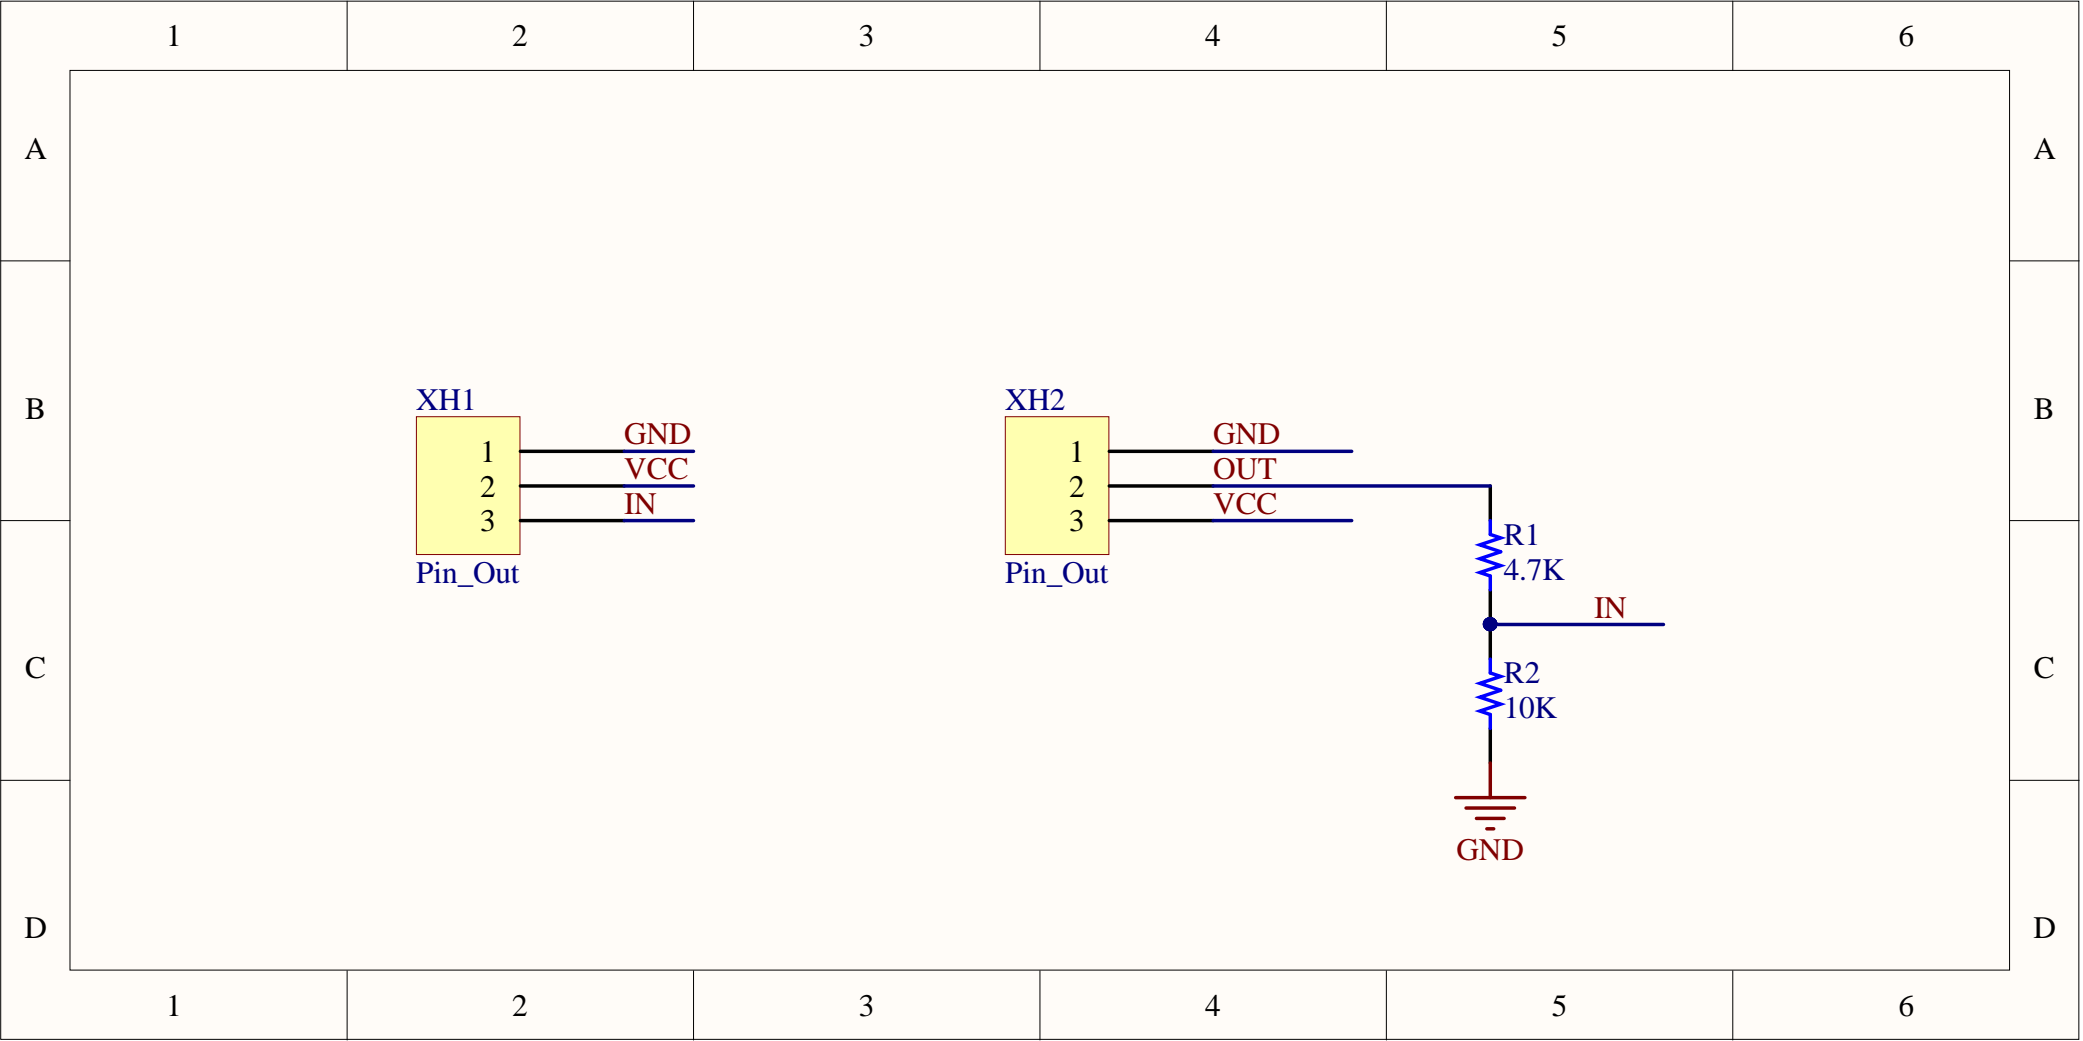 1 2 3 4 5 6
A A
B B
XH1 XH2
GND GND
1 1
VCC OUT
2 2
IN VCC
3 3
R1
4.7K
Pin_Out Pin_Out
IN
C C
R2
10K
GND
D D
1 2 3 4 5 6